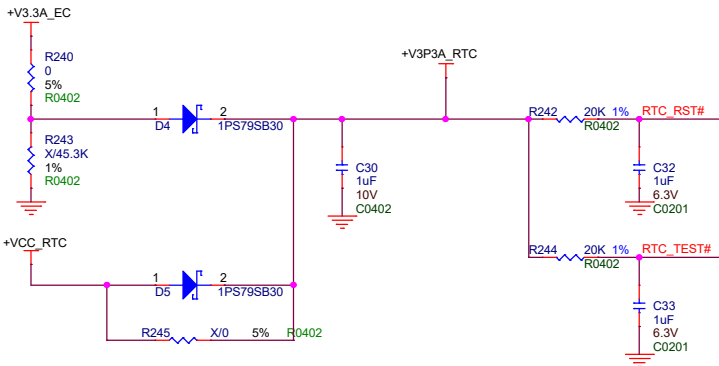 +V3.3A_EC
R240
0
5%
R0402
+V3P3A_RTC
1
2
D4
1PS79SB30
R242
20K 1%
RTC_RST#
R0402
R243
X/45.3K
1%
R0402
C30
1uF
10V
C0402
C32
1uF
6.3V
C0201
+VCC_RTC
1
2
D5
1PS79SB30
R244
20K 1%
RTC_TEST#
R0402
R245
X/0
5%
R0402
C33
1uF
6.3V
C0201